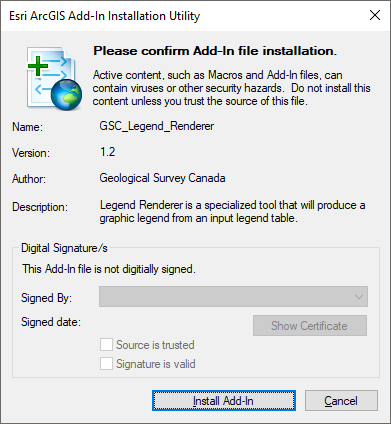 Esri ArcGIS Add-In Installation Utility
Please confirm Add-In file installation.
Active content, such as Macros and Add-In files, can
contain viruses or other security hazards. Do not install this
content unless you trust the source of this file.
Name: GSC_Legend_Renderer
Version: 1.2
Author: Geological Survey Canada
Description: Legend Renderer is a specialized tool that will produce a
graphic legend from an input legend table.
Digital Signature/s
This Add-In file is not digitially signed.
Signed By:
Signed date: Show Certificate
Source is trusted
Signature is valid
Install Add-In Cancel